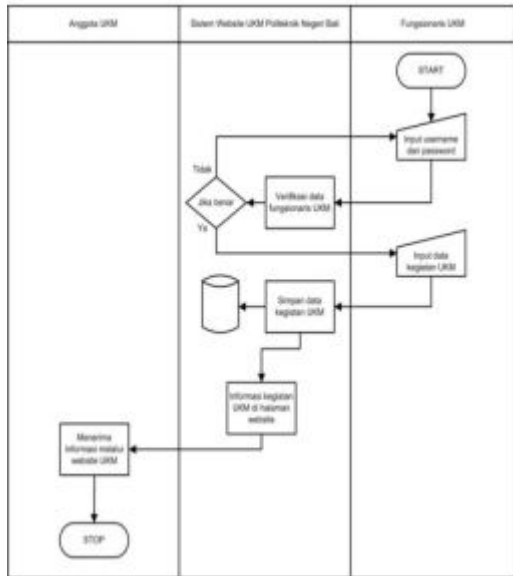 Anggota UKM
Sistem Website UKM Politeknik Negeri Bali
Fungsionaris UKM
START
Input username
dan password
Tidak
Jika benar
Verifikasi data
fungsionaris UKM
Ya
Input data
kegiatan UKM
Simpan data
kegiatan UKM
Informasi kegiatan
UKM di halaman
website
Menerima
informasi melalui
website UKM
STOP